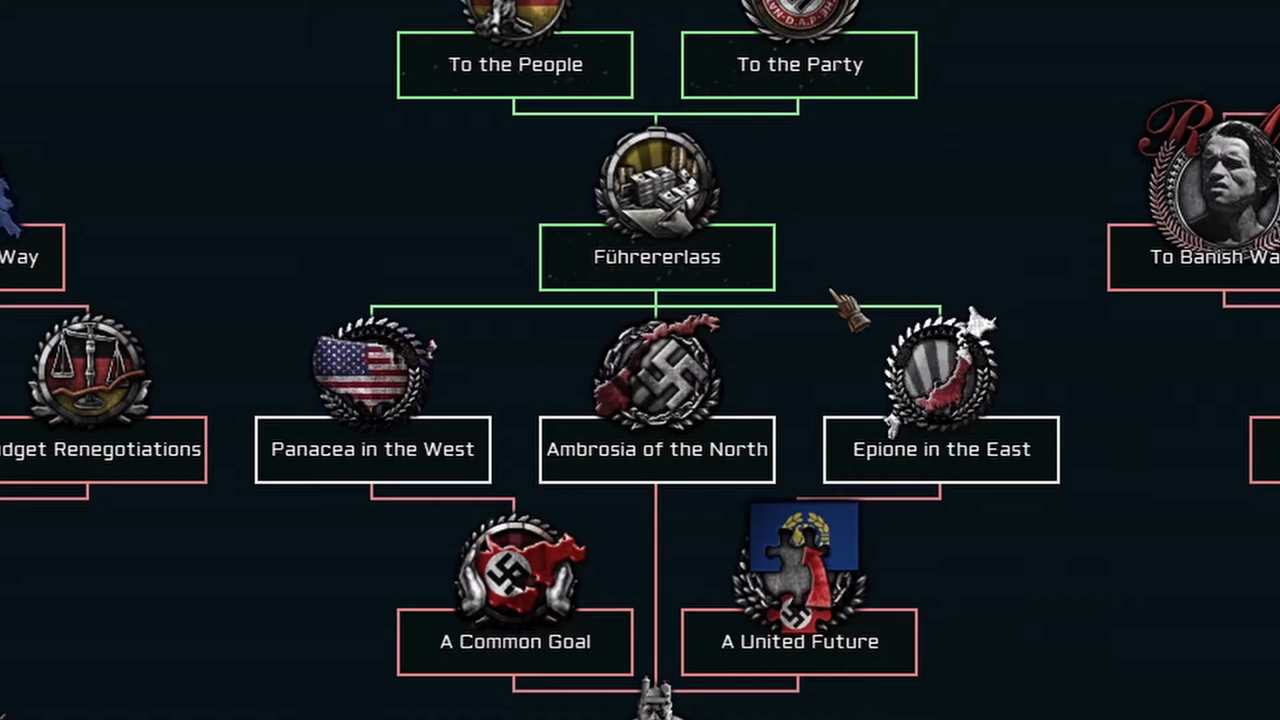 N.A.D.A.P.
To the People
To the Party
R
Führererlass
Way
To Banish Wa
dget Renegotiations
Panacea in the West
Ambrosia of the North
Epione in the East
A Common Goal
A United Future